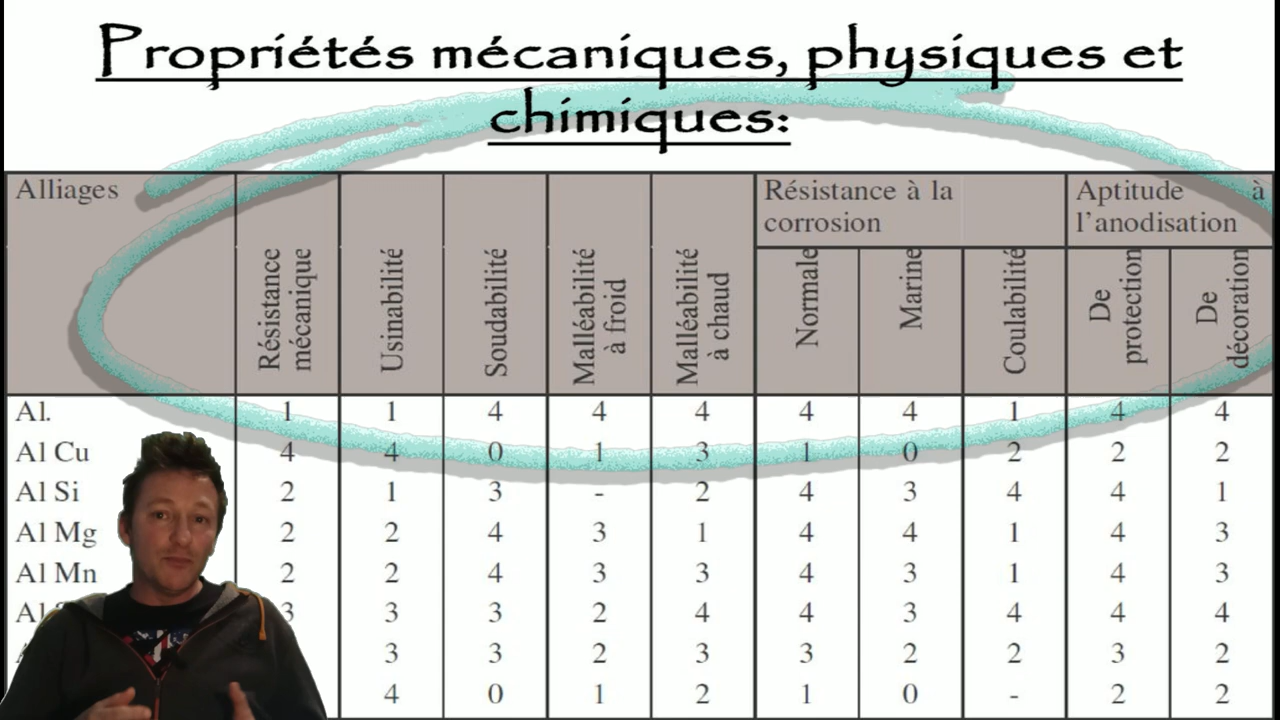 Propriétés mécaniques, physiques et
chimiques:
Alliages
Résistance mécanique
Usinabilité
Soudabilité
Malléabilité à froid
Malléabilité à chaud
Résistance à la
corrosion
Normale
Marine
Coulabilité
Aptitude à
l'anodisation
De protection
De décoration
Al. 1 1 4 4 4 4 4 1 4 4
Al Cu 4 4 0 1 3 1 0 2 2 2
Al Si 2 1 3 - 2 4 3 4 4 1
Al Mg 2 2 4 3 1 4 4 1 4 3
Al Mn 2 2 4 3 3 4 3 1 4 3
Al 3 3 3 2 4 4 3 4 4 4
3 3 2 3 3 2 2 3 2
4 0 1 2 1 0 - 2 2